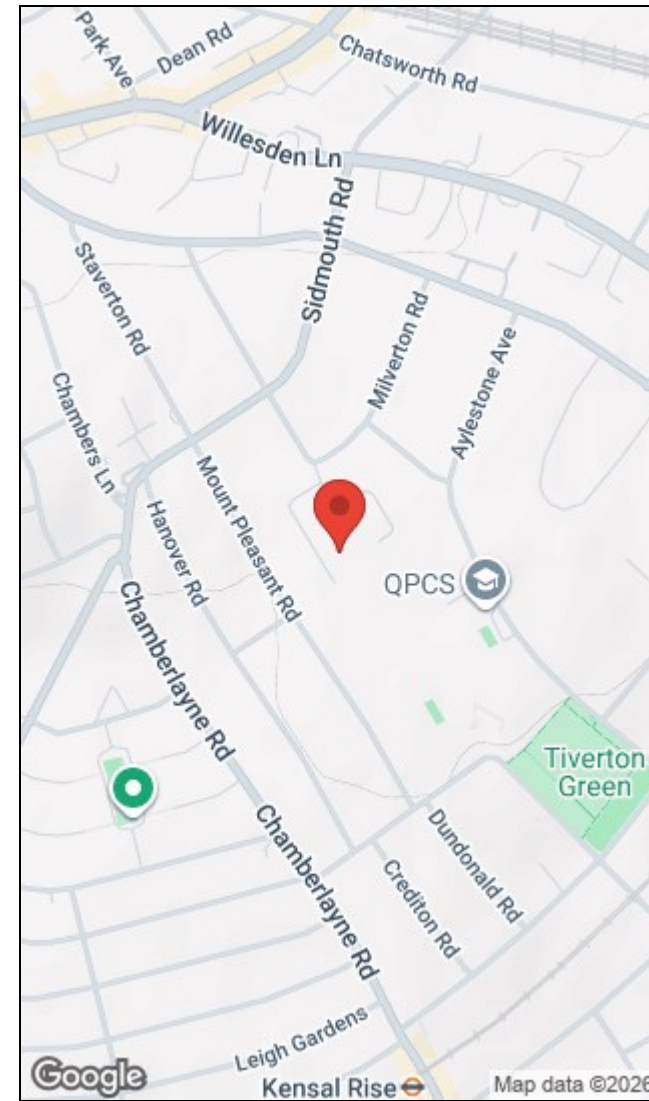 Park Ave
Dean Rd
Chatsworth Rd
Willesden Ln
Sidmouth Rd
Staverton Rd
Milverton Rd
Aylestone Ave
Chambers Ln
Mount Pleasant Rd
Hanover Rd
QPCS
Chamberlayne Rd
Tiverton
Green
Chamberlayne Rd
Dundonald Rd
Crediton Rd
Leigh Gardens
Google
Kensal Rise
Map data ©2026